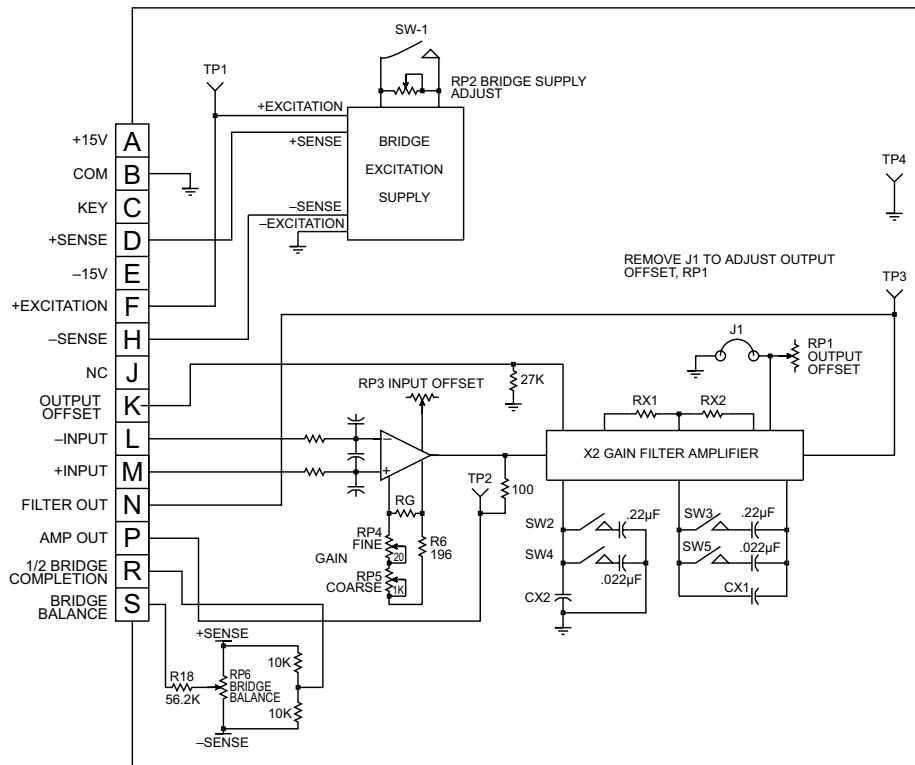 SW-1
TP1
RP2 BRIDGE SUPPLY
ADJUST
+EXCITATION
+SENSE
BRIDGE
EXCITATION
SUPPLY
–SENSE
–EXCITATION
+15V A
COM B
KEY C
+SENSE D
–15V E
+EXCITATION F
–SENSE H
NC J
OUTPUT
OFFSET K
–INPUT L
+INPUT M
FILTER OUT N
AMP OUT P
1/2 BRIDGE
COMPLETION R
BRIDGE
BALANCE S
TP4
REMOVE J1 TO ADJUST OUTPUT
OFFSET, RP1
TP3
J1
RP1
OUTPUT
OFFSET
27K
RP3 INPUT OFFSET
RX1
RX2
–
+
X2 GAIN FILTER AMPLIFIER
TP2
100
RG
RP4
FINE
20
GAIN
RP5
COARSE
1K
R6
196
SW2
.22µF
SW4
.022µF
CX2
SW3
.22µF
SW5
.022µF
CX1
+SENSE
R18
56.2K
RP6
BRIDGE
BALANCE
10K
10K
–SENSE